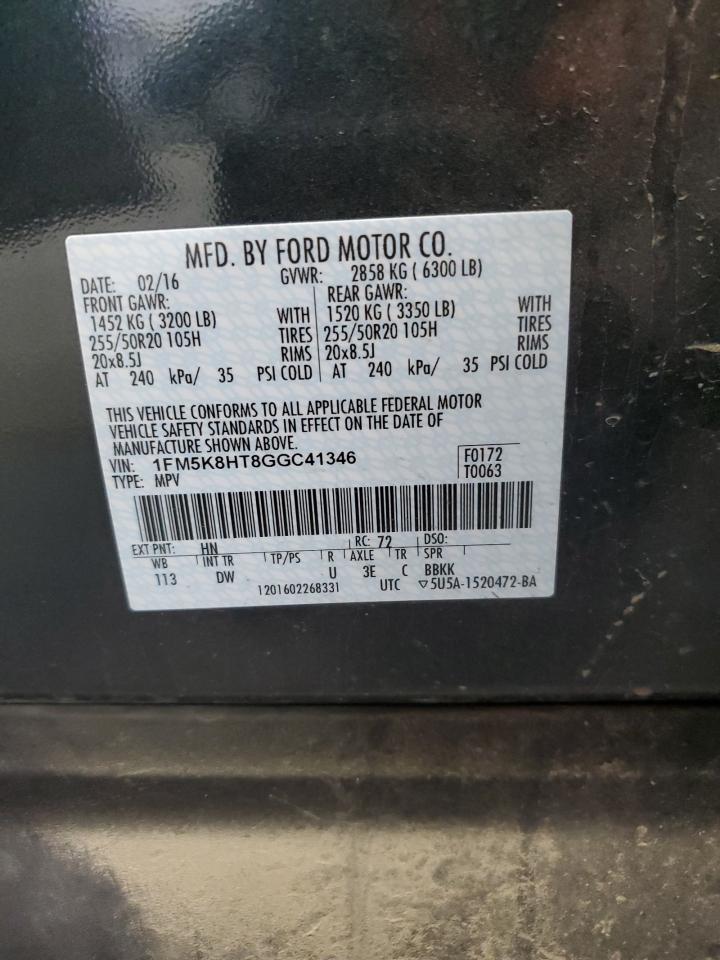 MFD. BY FORD MOTOR CO.
DATE: 02/16 GVWR: 2858 KG ( 6300 LB)
FRONT GAWR: REAR GAWR:
1452 KG ( 3200 LB) WITH 1520 KG ( 3350 LB) WITH
255/50R20 105H TIRES 255/50R20 105H TIRES
20x8.5J RIMS 20x8.5J RIMS
AT 240 kPa/ 35 PSI COLD AT 240 kPa/ 35 PSI COLD
THIS VEHICLE CONFORMS TO ALL APPLICABLE FEDERAL MOTOR
VEHICLE SAFETY STANDARDS IN EFFECT ON THE DATE OF
MANUFACTURE SHOWN ABOVE.
VIN: 1FM5K8HT8GGC41346 F0172
TYPE: MPV T0063
EXT PNT: HN RC: 72 DSO:
WB INT TR TP/PS R AXLE TR SPR
113 DW U 3E C BBKK
1201602268331 UTC ▽5U5A-1520472-BA